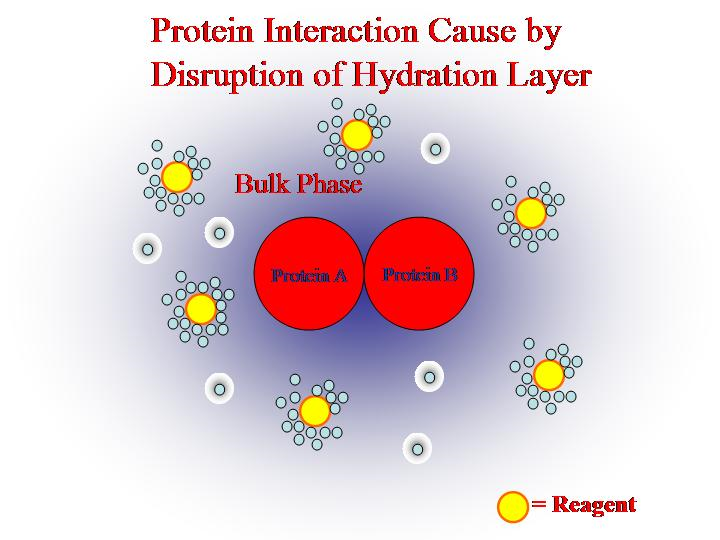 Protein Interaction Cause by
Disruption of Hydration Layer
Bulk Phase
Protein A
Protein B
= Reagent